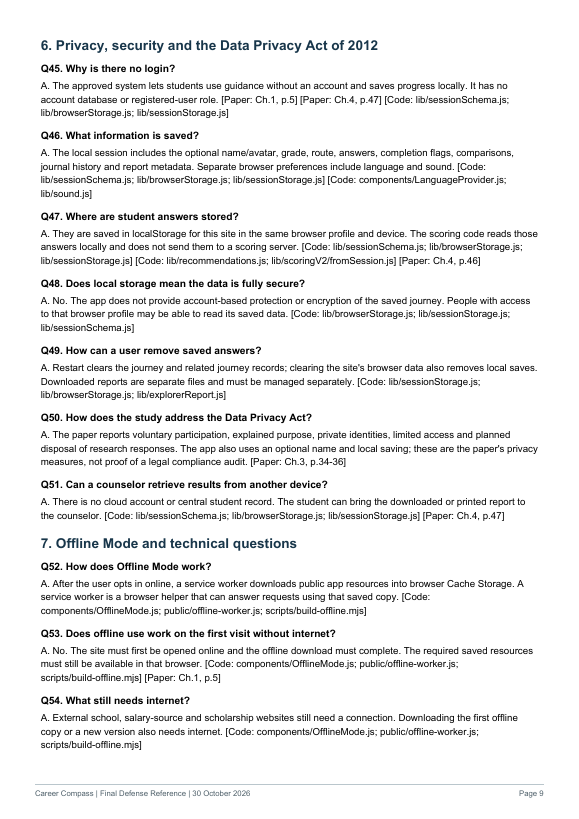 6. Privacy, security and the Data Privacy Act of 2012
Q45. Why is there no login?
A. The approved system lets students use guidance without an account and saves progress locally. It has no
account database or registered-user role. [Paper: Ch.1, p.5] [Paper: Ch.4, p.47] [Code: lib/sessionSchema.js;
lib/browserStorage.js; lib/sessionStorage.js]
Q46. What information is saved?
A. The local session includes the optional name/avatar, grade, route, answers, completion flags, comparisons,
journal history and report metadata. Separate browser preferences include language and sound. [Code:
lib/sessionSchema.js; lib/browserStorage.js; lib/sessionStorage.js] [Code: components/LanguageProvider.js;
lib/sound.js]
Q47. Where are student answers stored?
A. They are saved in localStorage for this site in the same browser profile and device. The scoring code reads those
answers locally and does not send them to a scoring server. [Code: lib/sessionSchema.js; lib/browserStorage.js;
lib/sessionStorage.js] [Code: lib/recommendations.js; lib/scoringV2/fromSession.js] [Paper: Ch.4, p.46]
Q48. Does local storage mean the data is fully secure?
A. No. The app does not provide account-based protection or encryption of the saved journey. People with access
to that browser profile may be able to read its saved data. [Code: lib/browserStorage.js; lib/sessionStorage.js;
lib/sessionSchema.js]
Q49. How can a user remove saved answers?
A. Restart clears the journey and related journey records; clearing the site's browser data also removes local saves.
Downloaded reports are separate files and must be managed separately. [Code: lib/sessionStorage.js;
lib/browserStorage.js; lib/explorerReport.js]
Q50. How does the study address the Data Privacy Act?
A. The paper reports voluntary participation, explained purpose, private identities, limited access and planned
disposal of research responses. The app also uses an optional name and local saving; these are the paper's privacy
measures, not proof of a legal compliance audit. [Paper: Ch.3, p.34-36]
Q51. Can a counselor retrieve results from another device?
A. There is no cloud account or central student record. The student can bring the downloaded or printed report to
the counselor. [Code: lib/sessionSchema.js; lib/browserStorage.js; lib/sessionStorage.js] [Paper: Ch.4, p.47]
7. Offline Mode and technical questions
Q52. How does Offline Mode work?
A. After the user opts in online, a service worker downloads public app resources into browser Cache Storage. A
service worker is a browser helper that can answer requests using that saved copy. [Code:
components/OfflineMode.js; public/offline-worker.js; scripts/build-offline.mjs]
Q53. Does offline use work on the first visit without internet?
A. No. The site must first be opened online and the offline download must complete. The required saved resources
must still be available in that browser. [Code: components/OfflineMode.js; public/offline-worker.js;
scripts/build-offline.mjs] [Paper: Ch.1, p.5]
Q54. What still needs internet?
A. External school, salary-source and scholarship websites still need a connection. Downloading the first offline
copy or a new version also needs internet. [Code: components/OfflineMode.js; public/offline-worker.js;
scripts/build-offline.mjs]
Career Compass | Final Defense Reference | 30 October 2026
Page 9